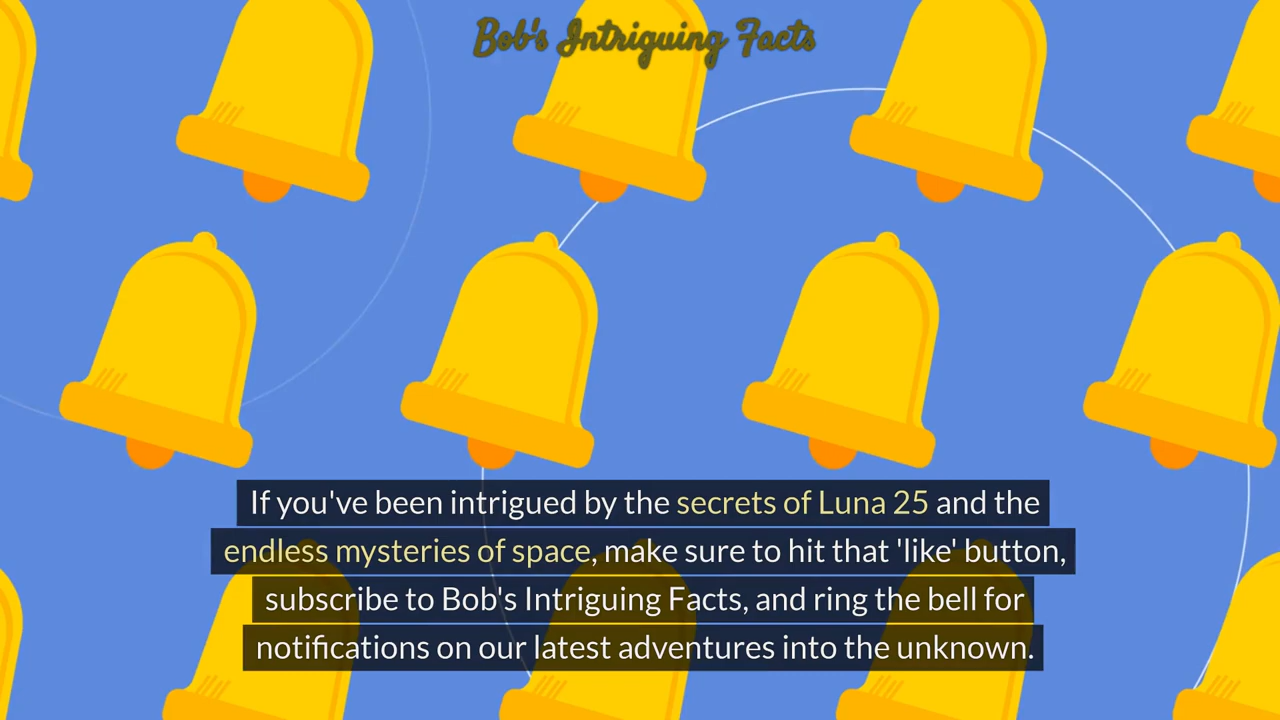 Bob's Intriguing Facts
If you've been intrigued by the secrets of Luna 25 and the
endless mysteries of space, make sure to hit that 'like' button,
subscribe to Bob's Intriguing Facts, and ring the bell for
notifications on our latest adventures into the unknown.